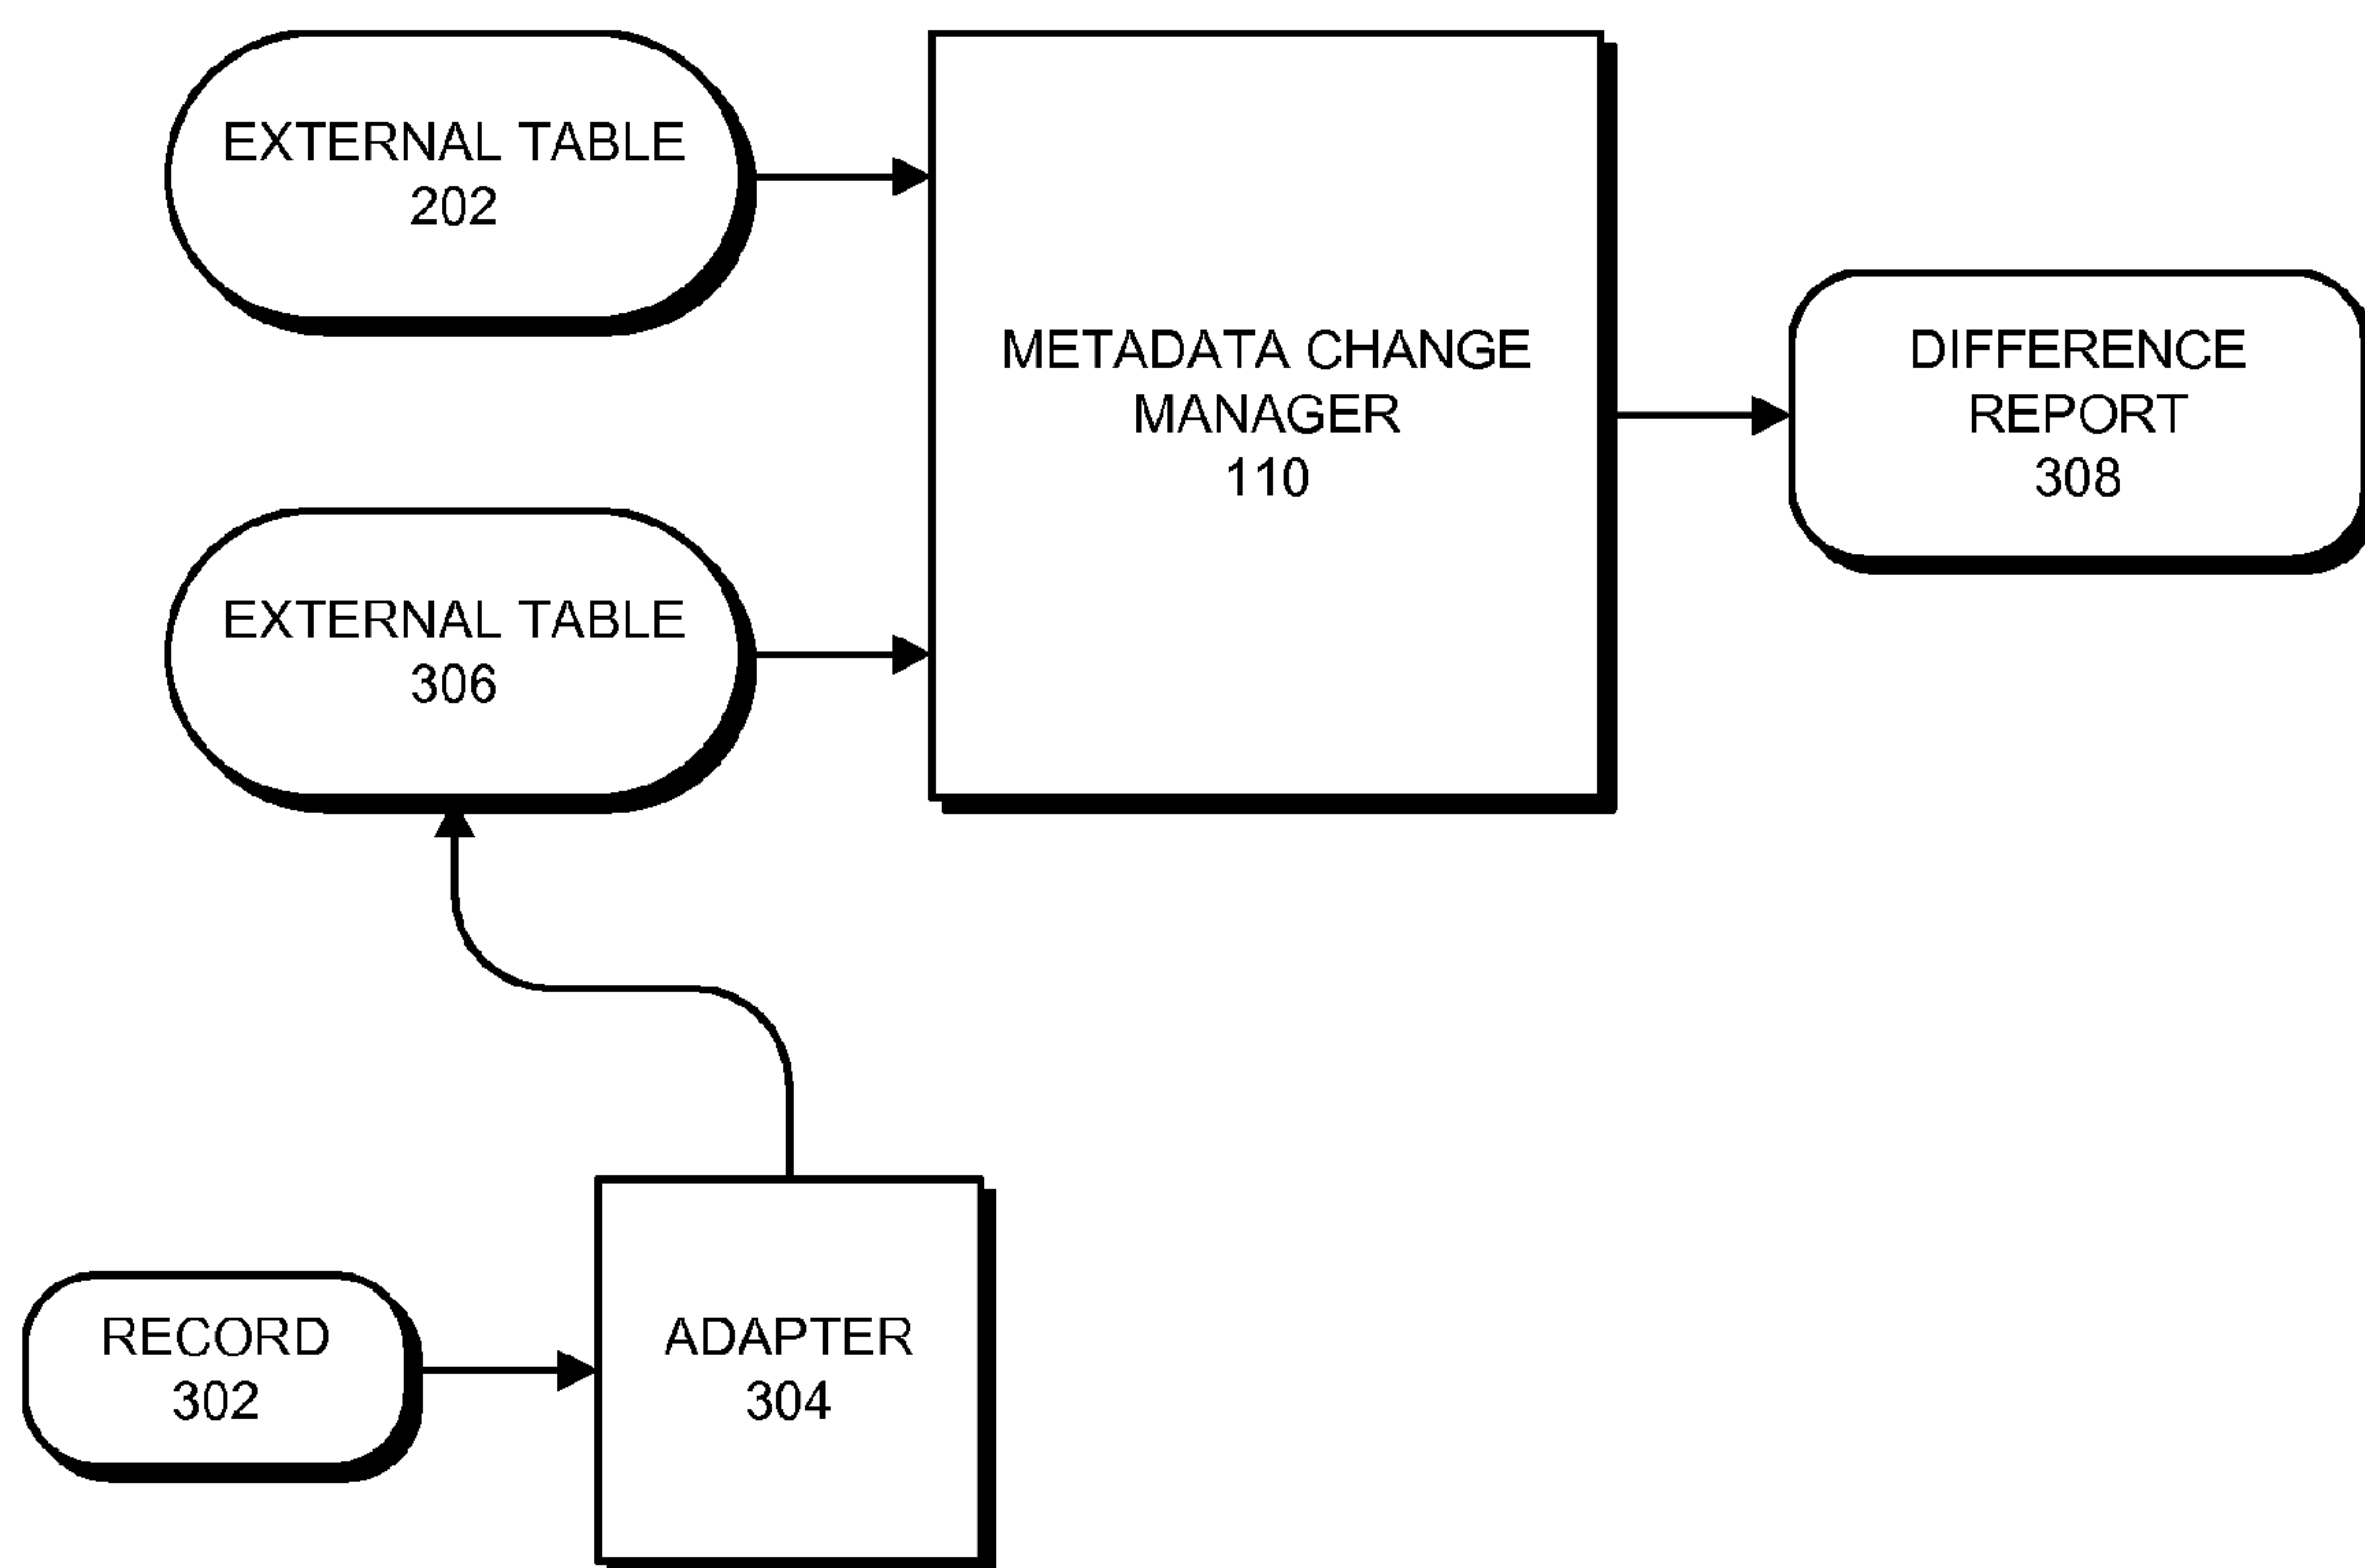 EXTERNAL TABLE
202
METADATA CHANGE
MANAGER
110
DIFFERENCE
REPORT
308
EXTERNAL TABLE
306
RECORD
302
ADAPTER
304